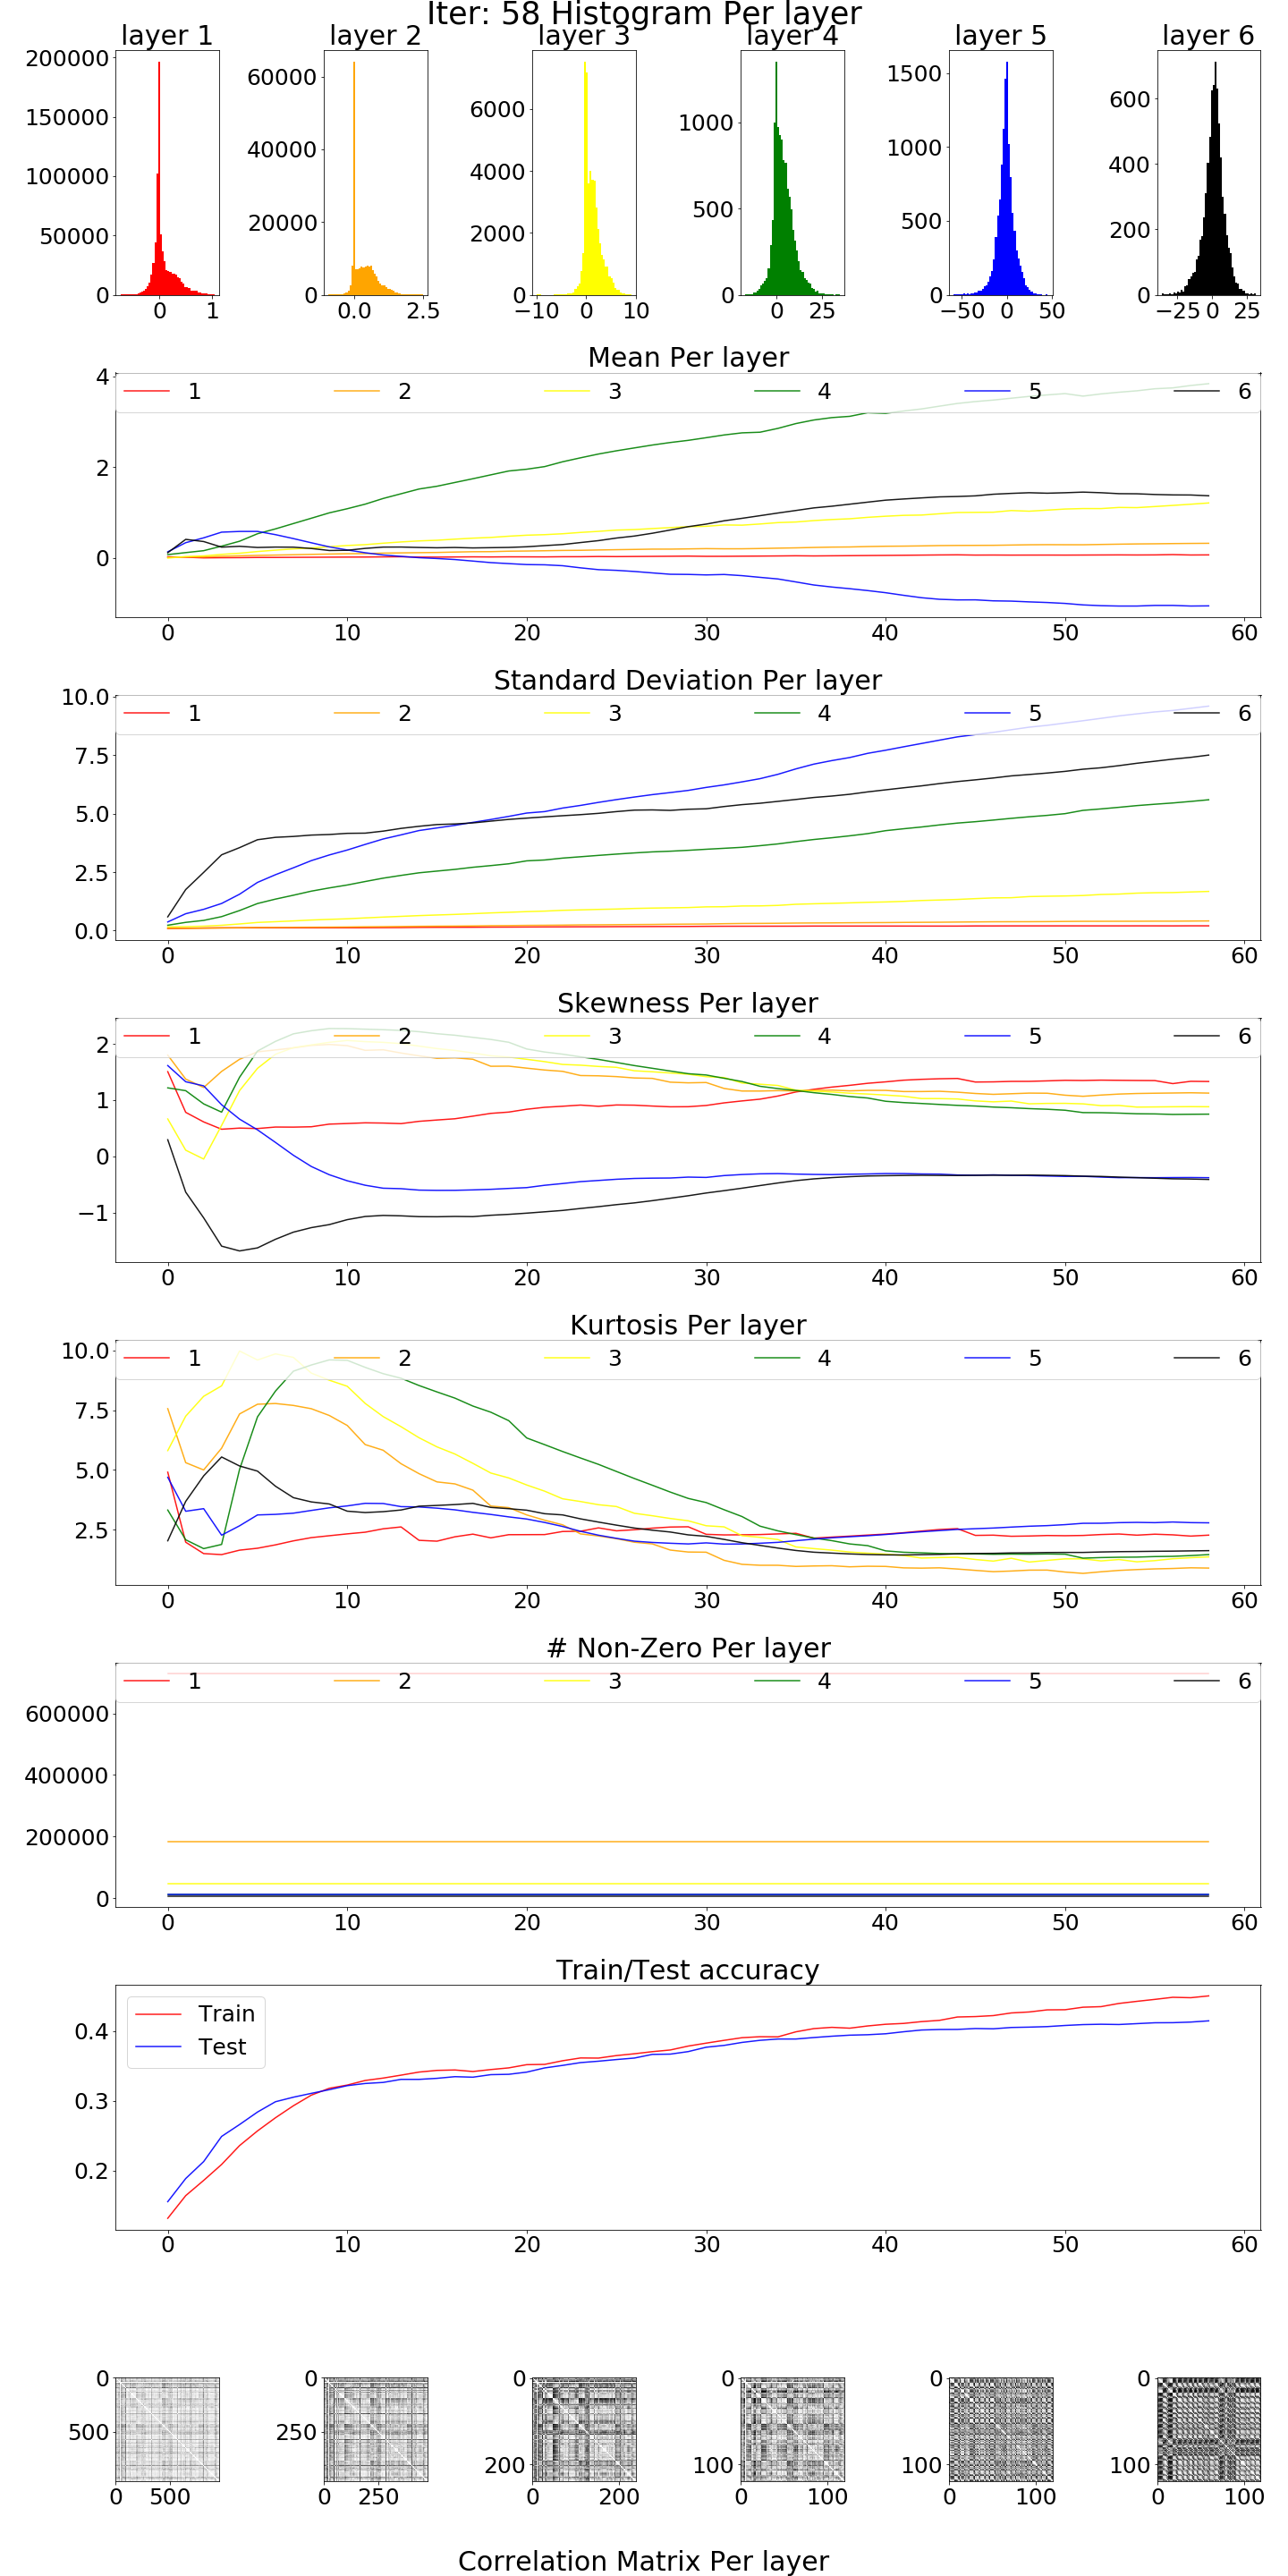 Iter: 58 Histogram Per layer
layer 1 layer 2 layer 3 layer 4 layer 5 layer 6
200000
150000
100000
50000
0
0 1
60000
40000
20000
0
0.0 2.5
6000
4000
2000
0
−10 0 10
1000
500
0
0 25
1500
1000
500
0
−50 0 50
600
400
200
0
−25 0 25
Mean Per layer
1 2 3 4 5 6
4
2
0
0 10 20 30 40 50 60
Standard Deviation Per layer
1 2 3 4 5 6
10.0
7.5
5.0
2.5
0.0
0 10 20 30 40 50 60
Skewness Per layer
1 2 3 4 5 6
2
1
0
−1
0 10 20 30 40 50 60
Kurtosis Per layer
1 2 3 4 5 6
10.0
7.5
5.0
2.5
0 10 20 30 40 50 60
# Non-Zero Per layer
1 2 3 4 5 6
600000
400000
200000
0
0 10 20 30 40 50 60
Train/Test accuracy
Train
Test
0.4
0.3
0.2
0 10 20 30 40 50 60
0
500
0 500
0
250
0 250
0
200
0 200
0
100
0 100
0
100
0 100
0
100
0 100
Correlation Matrix Per layer